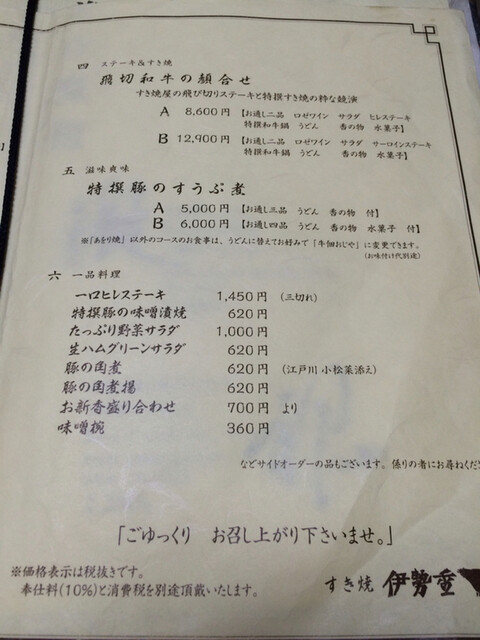 四 ステーキ&すき焼
飛切和牛の顔合せ
すき焼屋の飛び切りステーキと特撰すき焼の粋な競演
A 8,600円 【お通し二品 ロゼワイン サラダ ヒレステーキ
特撰和牛鍋 うどん 香の物 水菓子】
B 12,900円 【お通し二品 ロゼワイン サラダ サーロインステーキ
特撰和牛鍋 うどん 香の物 水菓子】
五 滋味爽味
特撰豚のすうぷ煮
A 5,000円 【お通し三品 うどん 香の物 付】
B 6,000円 【お通し四品 うどん 香の物 水菓子 付】
※「あをり焼」以外のコースのお食事は、うどんに替えてお好みで「牛佃おじや」に変更できます。
(お味付け代別途)
六 一品料理
一口ヒレステーキ 1,450円 (三切れ)
特撰豚の味噌漬焼 620円
たっぷり野菜サラダ 1,000円
生ハムグリーンサラダ 620円
豚の角煮 620円 (江戸川 小松菜添え)
豚の角煮揚 620円
お新香盛り合わせ 700円 より
味噌椀 360円
などサイドオーダーの品もございます。係りの者にお尋ねくだ
「ごゆっくり お召し上がり下さいませ。」
※価格表示は税抜きです。
奉仕料(10%)と消費税を別途頂戴いたします。
すき焼 伊勢重